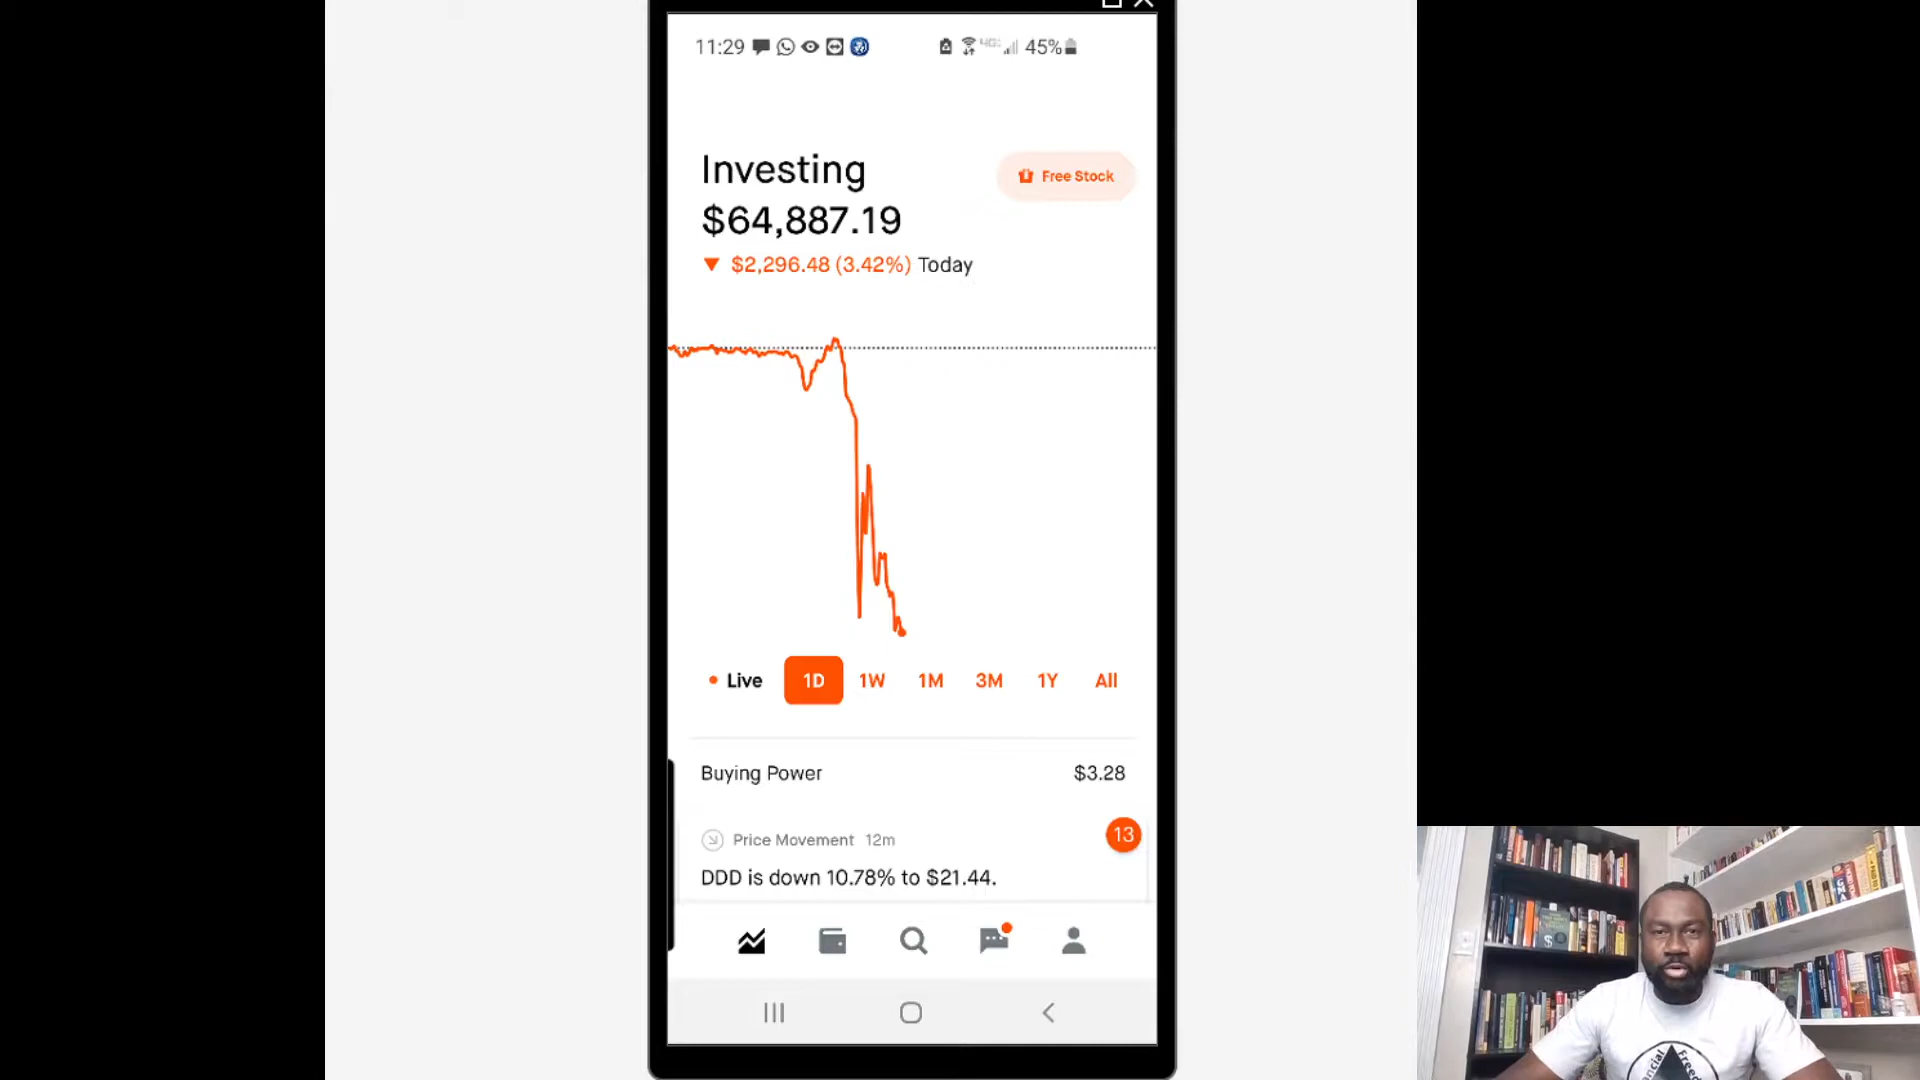 11:29 4G 45%
Investing
$64,887.19
Free Stock
$2,296.48 (3.42%) Today
Live 1D 1W 1M 3M 1Y All
Buying Power $3.28
Price Movement 12m 13
DDD is down 10.78% to $21.44.